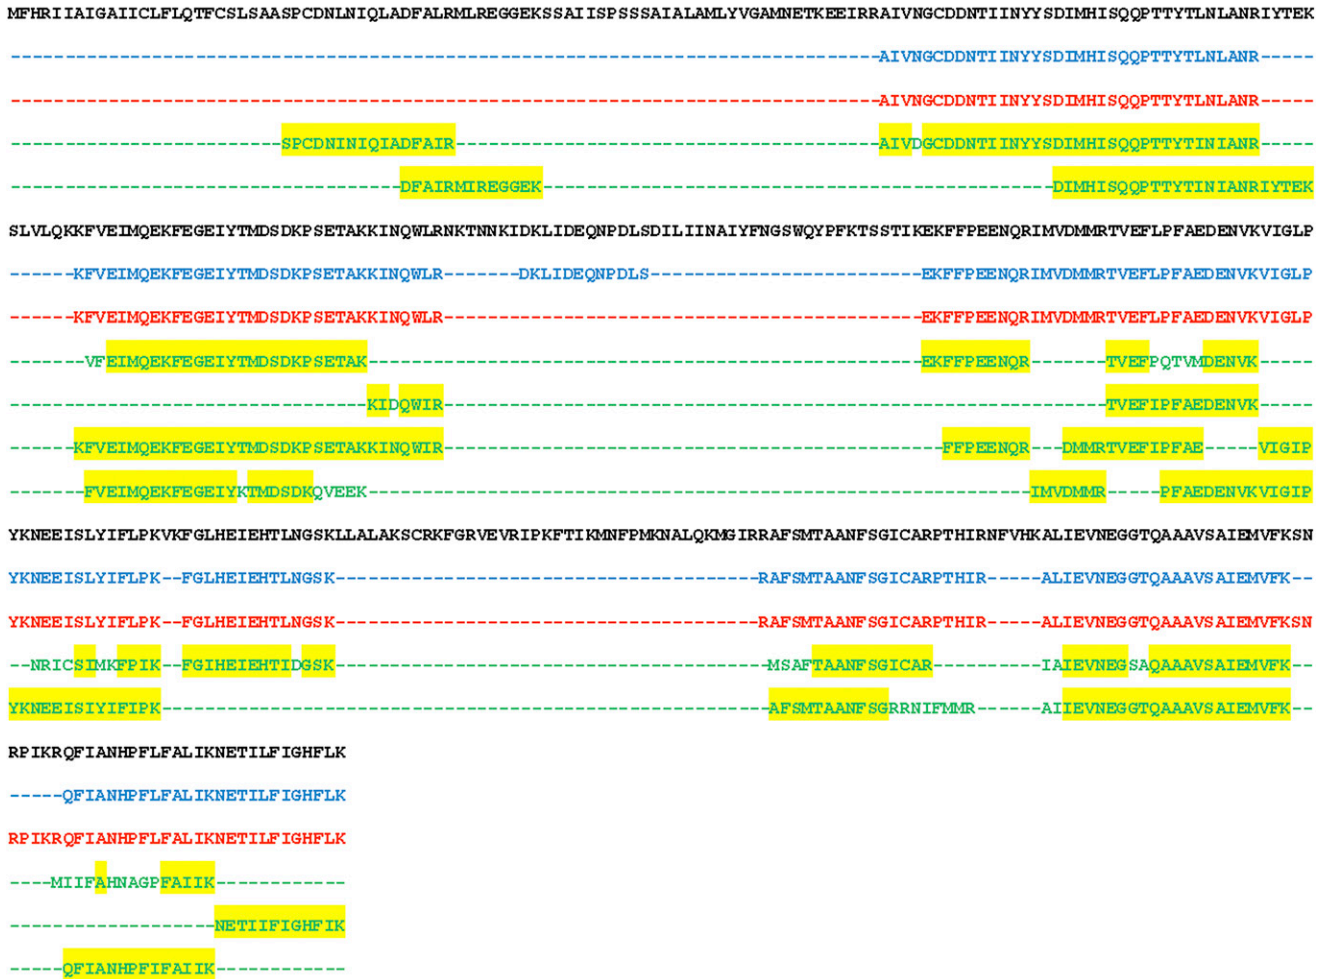 MFHRIIAIGAIICLFLQTFCSLSAASPCDNLNIQLADFALRMLREGGEKSSAIISPSSSAIALAMLYVGAMNETKEEIRRAIVNGCDDNTIINYYSDIMHISQQPTTYTLNLANRIYTEK
--------------------------------------------------------------------------------AIVNGCDDNTIINYYSDIMHISQQPTTYTLNLANR-----
--------------------------------------------------------------------------------AIVNGCDDNTIINYYSDIMHISQQPTTYTLNLANR-----
-------------------------SPCDNINIQIADFAIR---------------------------------------AIVDGCDDNTIINYYSDIMHISQQPTTYTINIANR-----
------------------------------------DFAIRMIREGGEK-----------------------------------------------DIMHISQQPTTYTINIANRIYTEK
SLVLQKKFVEIMQEKFEGEIYTMDSDKPSETAKKINQWLRNKTNNKIDKLIDEQNPDLSDILIINAIYFNGSWQYPFKTSSTIKEKFFPEENQRIMVDMMRTVEFLPFAEDENVKVIGLP
------KFVEIMQEKFEGEIYTMDSDKPSETAKKINQWLR-------DKLIDEQNPDLS-------------------------EKFFPEENQRIMVDMMRTVEFLPFAEDENVKVIGLP
------KFVEIMQEKFEGEIYTMDSDKPSETAKKINQWLR--------------------------------------------EKFFPEENQRIMVDMMRTVEFLPFAEDENVKVIGLP
-------VFEIMQEKFEGEIYTMDSDKPSETAK---------------------------------------------------EKFFPEENQR-------TVEFPQTVMDENVK-----
---------------------------------KIDQWIR-------------------------------------------------------------TVEFIPFAEDENVK-----
------KFVEIMQEKFEGEIYTMDSDKPSETAKKINQWIR----------------------------------------------FFPEENQR---DMMRTVEFIPFAE-----VIGIP
-------FVEIMQEKFEGEIYKTMDSDKQVEEK-------------------------------------------------------------IMVDMMR-----PFAEDENVKVIGIP
YKNEEISLYIFLPKVKFGLHEIEHTLNGSKLLALAKSCRKFGRVEVRIPKFTIKMNFPMKNALQKMGIRRAFSMTAANFSGICARPTHIRNFVHKALIEVNEGGTQAAAVSAIEMVFKSN
YKNEEISLYIFLPK--FGLHEIEHTLNGSK---------------------------------------RAFSMTAANFSGICARPTHIR-----ALIEVNEGGTQAAAVSAIEMVFK--
YKNEEISLYIFLPK--FGLHEIEHTLNGSK---------------------------------------RAFSMTAANFSGICARPTHIR-----ALIEVNEGGTQAAAVSAIEMVFKSN
--NRICSIMKFPIK--FGIHEIEHTIDGSK----------------------------------------MSAFTAANFSGICAR----------IAIEVNEGSAQAAAVSAIEMVFK--
YKNEEISIYIFIPK--------------------------------------------------------AFSMTAANFSGRRNIFMMR------AIIEVNEGGTQAAAVSAIEMVFK--
RPIKRQFIANHPFLFALIKNETILFIGHFLK
-----QFIANHPFLFALIKNETILFIGHFLK
RPIKRQFIANHPFLFALIKNETILFIGHFLK
----MIIFAHNAGPFAIIK------------
-------------------NETIIFIGHFIK
-----QFIANHPFIFAIIK------------